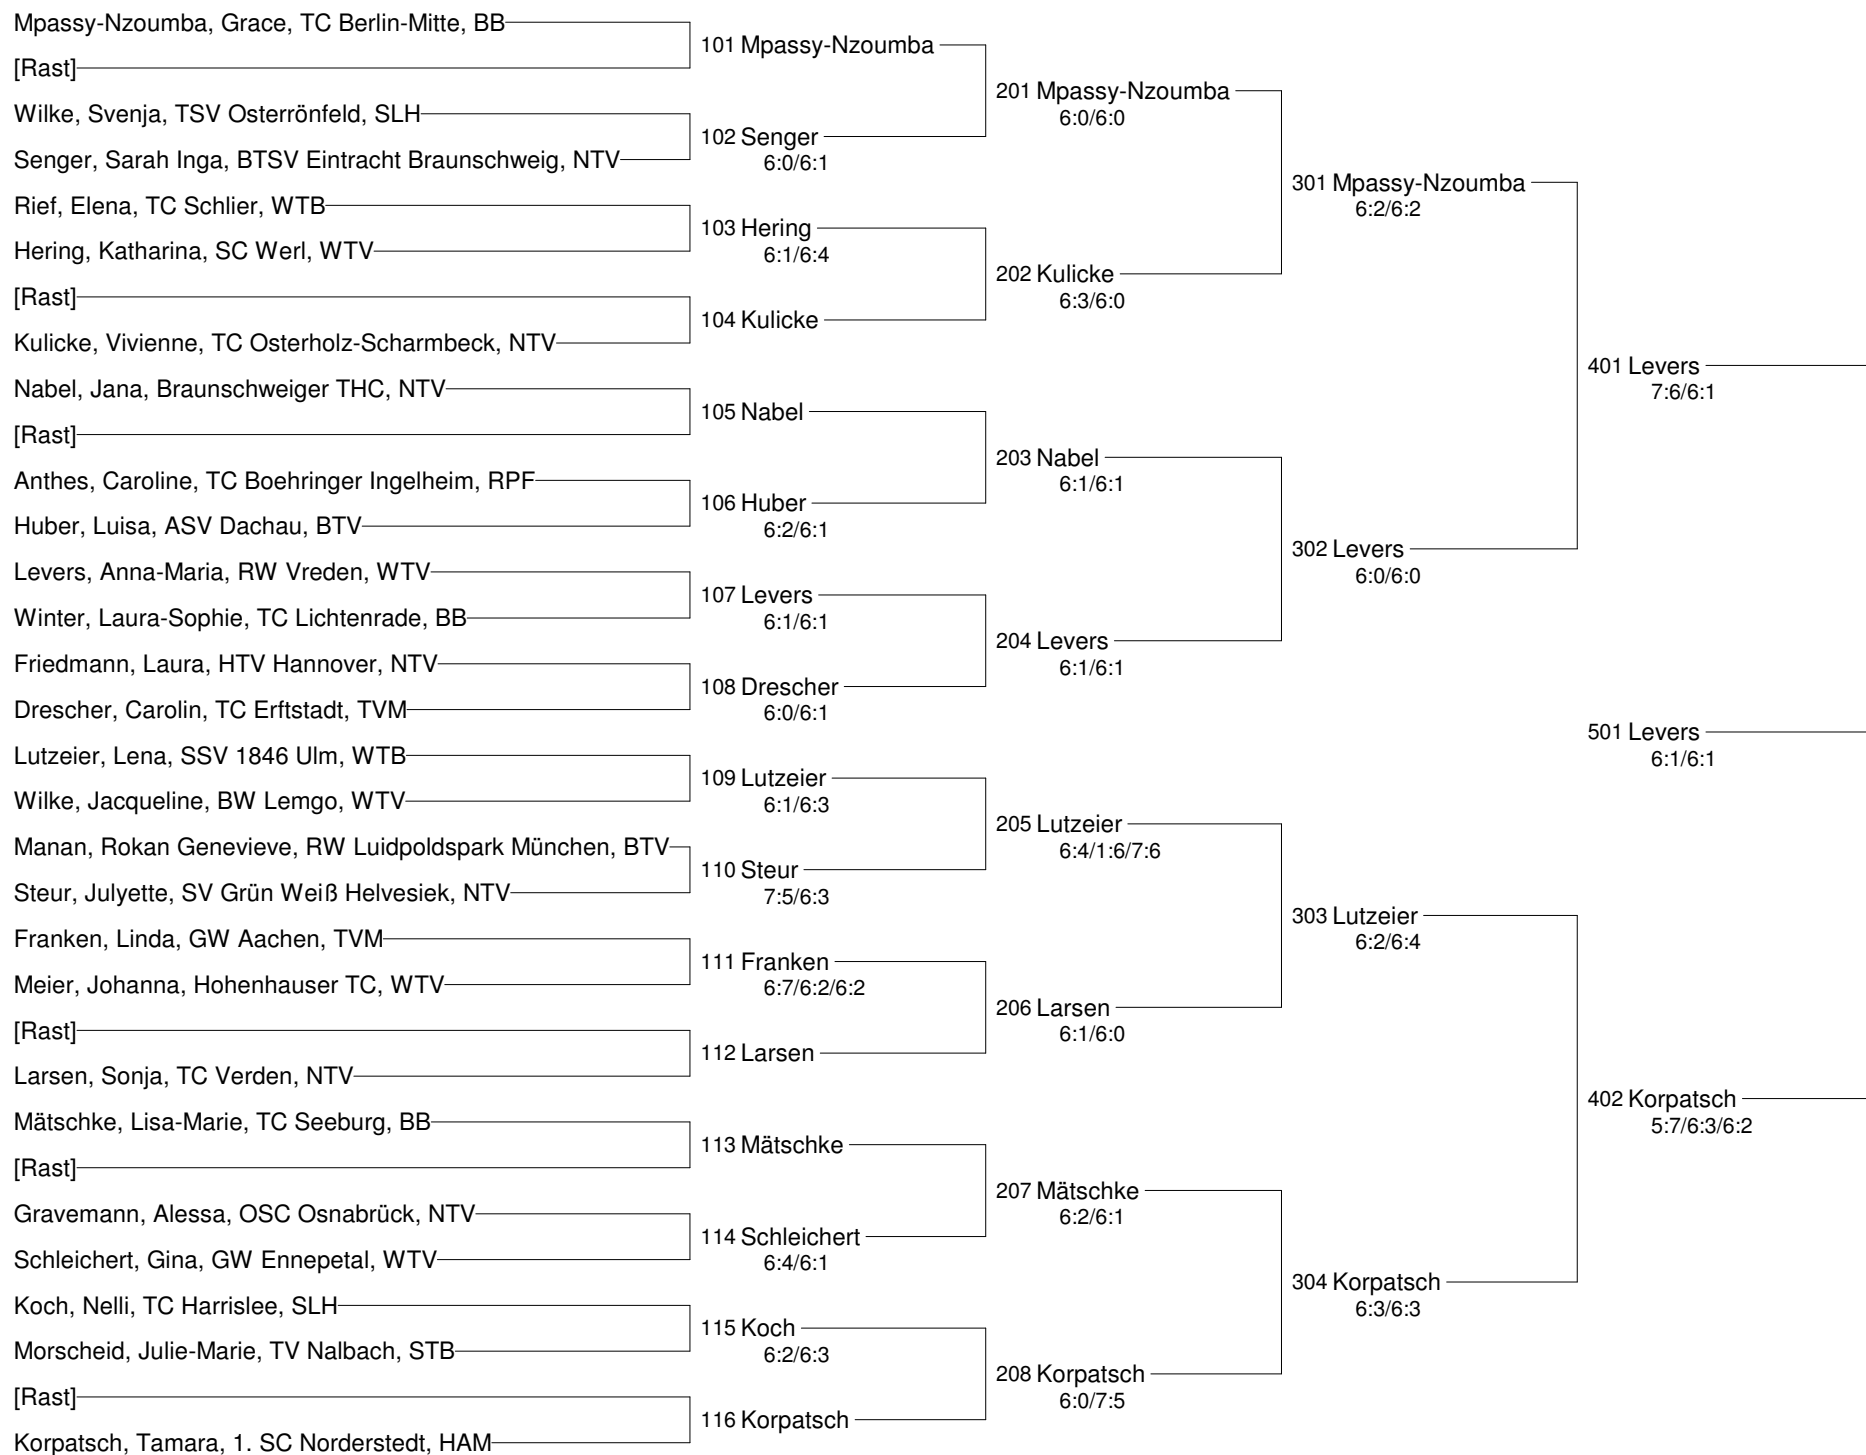 Mpassy-Nzoumba, Grace, TC Berlin-Mitte, BB
[Rast]
Wilke, Svenja, TSV Osterrönfeld, SLH
Senger, Sarah Inga, BTSV Eintracht Braunschweig, NTV
Rief, Elena, TC Schlier, WTB
Hering, Katharina, SC Werl, WTV
[Rast]
Kulicke, Vivienne, TC Osterholz-Scharmbeck, NTV
Nabel, Jana, Braunschweiger THC, NTV
[Rast]
Anthes, Caroline, TC Boehringer Ingelheim, RPF
Huber, Luisa, ASV Dachau, BTV
Levers, Anna-Maria, RW Vreden, WTV
Winter, Laura-Sophie, TC Lichtenrade, BB
Friedmann, Laura, HTV Hannover, NTV
Drescher, Carolin, TC Erftstadt, TVM
Lutzeier, Lena, SSV 1846 Ulm, WTB
Wilke, Jacqueline, BW Lemgo, WTV
Manan, Rokan Genevieve, RW Luidpoldspark München, BTV
Steur, Julyette, SV Grün Weiß Helvesiek, NTV
Franken, Linda, GW Aachen, TVM
Meier, Johanna, Hohenhauser TC, WTV
[Rast]
Larsen, Sonja, TC Verden, NTV
Mätschke, Lisa-Marie, TC Seeburg, BB
[Rast]
Gravemann, Alessa, OSC Osnabrück, NTV
Schleichert, Gina, GW Ennepetal, WTV
Koch, Nelli, TC Harrislee, SLH
Morscheid, Julie-Marie, TV Nalbach, STB
[Rast]
Korpatsch, Tamara, 1. SC Norderstedt, HAM
101 Mpassy-Nzoumba
102 Senger
6:0/6:1
103 Hering
6:1/6:4
104 Kulicke
105 Nabel
106 Huber
6:2/6:1
107 Levers
6:1/6:1
108 Drescher
6:0/6:1
109 Lutzeier
6:1/6:3
110 Steur
7:5/6:3
111 Franken
6:7/6:2/6:2
112 Larsen
113 Mätschke
114 Schleichert
6:4/6:1
115 Koch
6:2/6:3
116 Korpatsch
201 Mpassy-Nzoumba
6:0/6:0
202 Kulicke
6:3/6:0
203 Nabel
6:1/6:1
204 Levers
6:1/6:1
205 Lutzeier
6:4/1:6/7:6
206 Larsen
6:1/6:0
207 Mätschke
6:2/6:1
208 Korpatsch
6:0/7:5
301 Mpassy-Nzoumba
6:2/6:2
302 Levers
6:0/6:0
303 Lutzeier
6:2/6:4
304 Korpatsch
6:3/6:3
401 Levers
7:6/6:1
501 Levers
6:1/6:1
402 Korpatsch
5:7/6:3/6:2